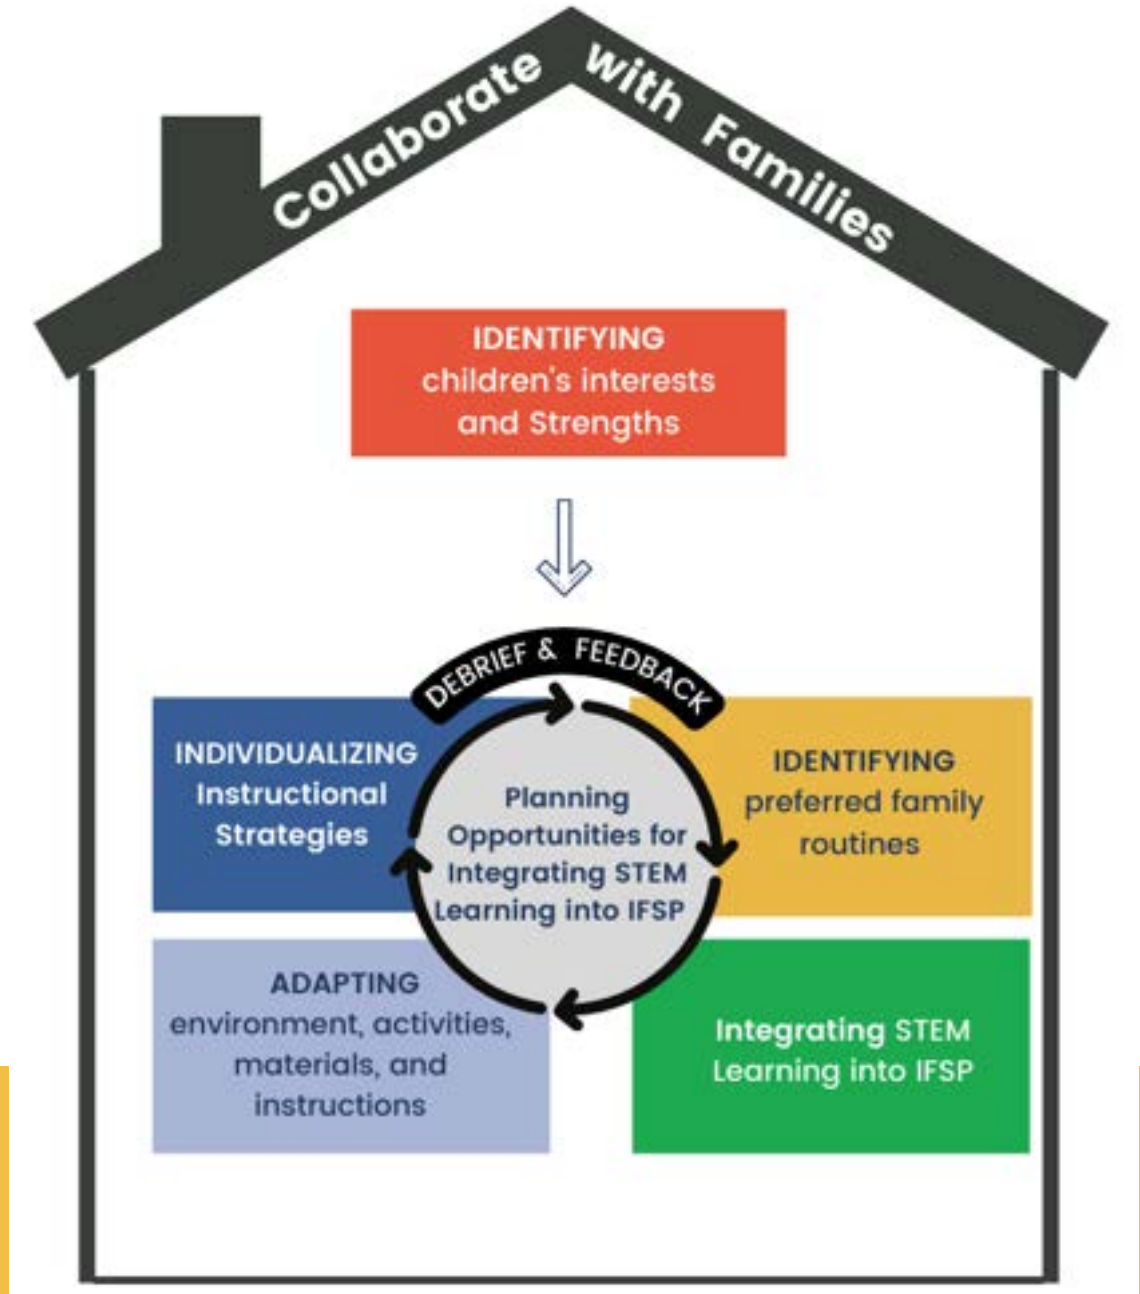 Collaborate with Families
IDENTIFYING
children's interests
and Strengths
DEBRIEF & FEEDBACK
INDIVIDUALIZING
Instructional
Strategies
IDENTIFYING
preferred family
routines
Planning
Opportunities for
Integrating STEM
Learning into IFSP
ADAPTING
environment, activities,
materials, and
instructions
Integrating STEM
Learning into IFSP